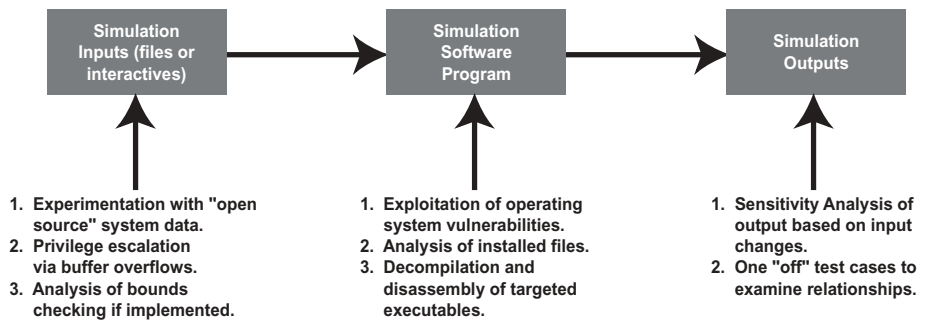 Simulation
Inputs (files or
interactives)
Simulation
Software
Program
Simulation
Outputs
1. Experimentation with "open
source" system data.
2. Privilege escalation
via buffer overflows.
3. Analysis of bounds
checking if implemented.
1. Exploitation of operating
system vulnerabilities.
2. Analysis of installed files.
3. Decompilation and
disassembly of targeted
executables.
1. Sensitivity Analysis of
output based on input
changes.
2. One "off" test cases to
examine relationships.